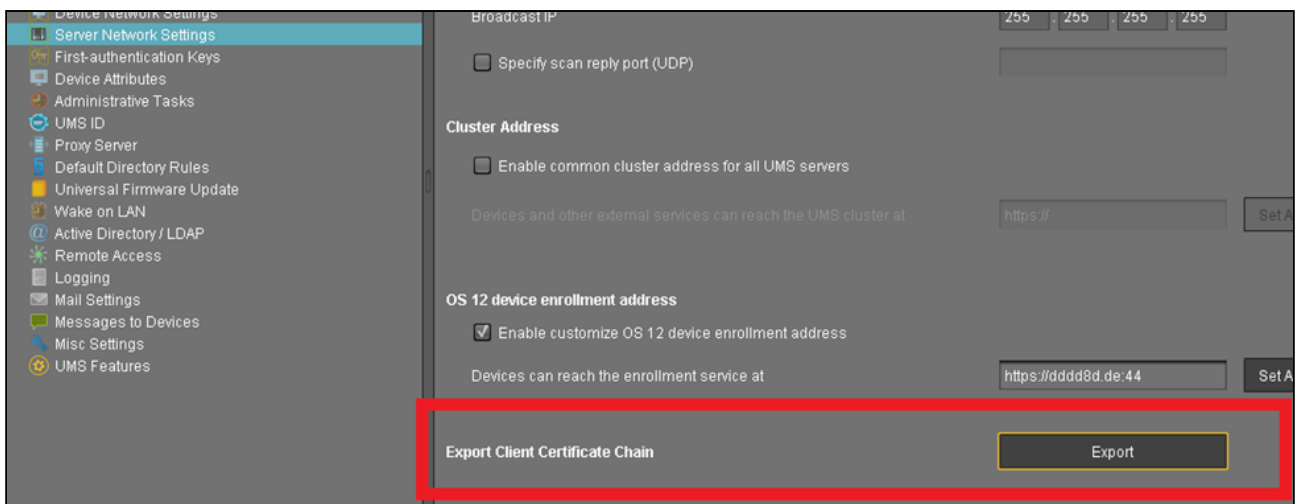 Device Network Settings
Server Network Settings
First-authentication Keys
Device Attributes
Administrative Tasks
UMS ID
Proxy Server
Default Directory Rules
Universal Firmware Update
Wake on LAN
Active Directory / LDAP
Remote Access
Logging
Mail Settings
Messages to Devices
Misc Settings
UMS Features
Broadcast IP 255 . 255 . 255 . 255
Specify scan reply port (UDP)
Cluster Address
Enable common cluster address for all UMS servers
Devices and other external services can reach the UMS cluster at https:// Set A
OS 12 device enrollment address
Enable customize OS 12 device enrollment address
Devices can reach the enrollment service at https://dddd8d.de:44 Set A
Export Client Certificate Chain Export